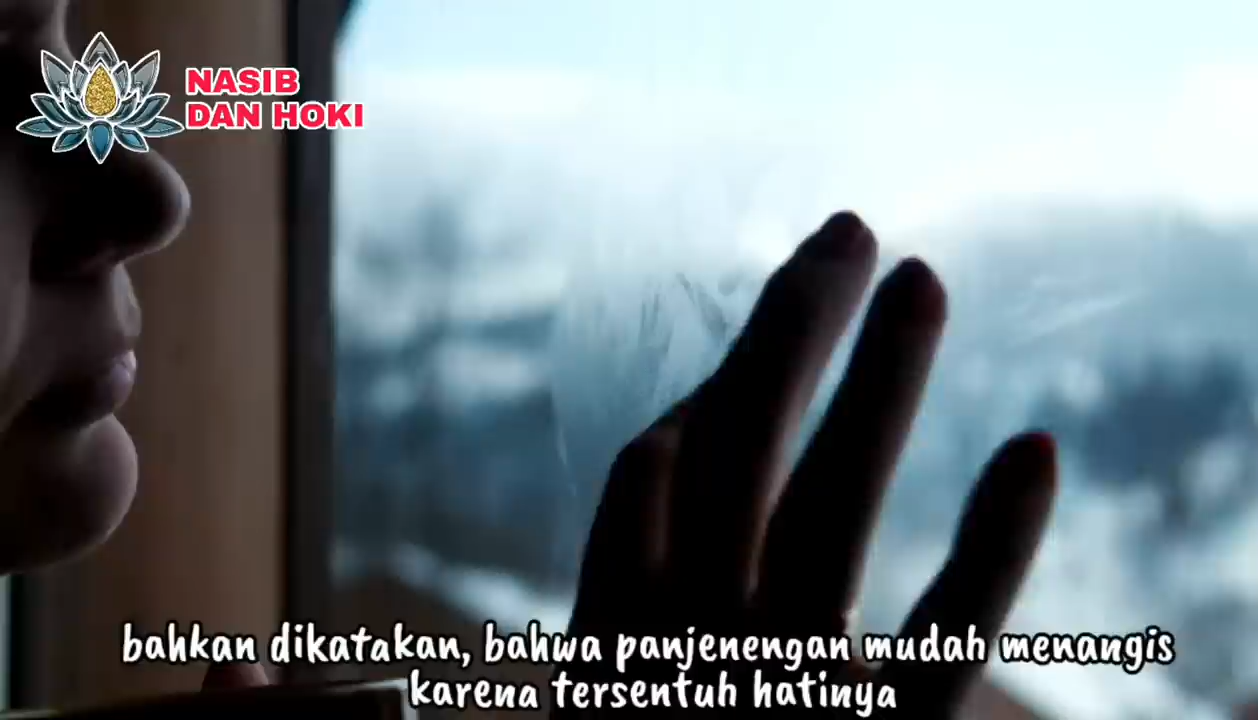 NASIB
DAN HOKI
bahkan dikatakan, bahwa panjenengan mudah menangis
karena tersentuh hatinya